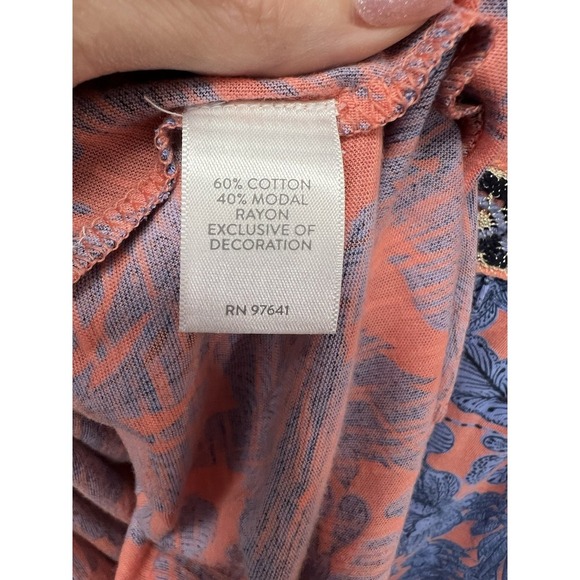 60% COTTON
40% MODAL
RAYON
EXCLUSIVE OF
DECORATION
RN 97641